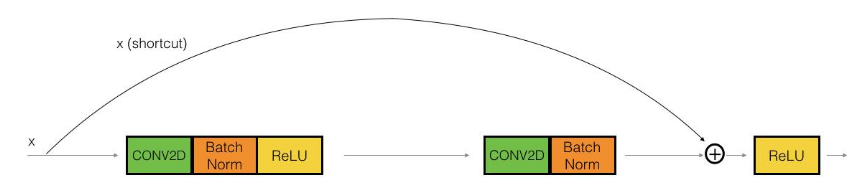 x (shortcut)
x
CONV2D
Batch
Norm
ReLU
CONV2D
Batch
Norm
ReLU